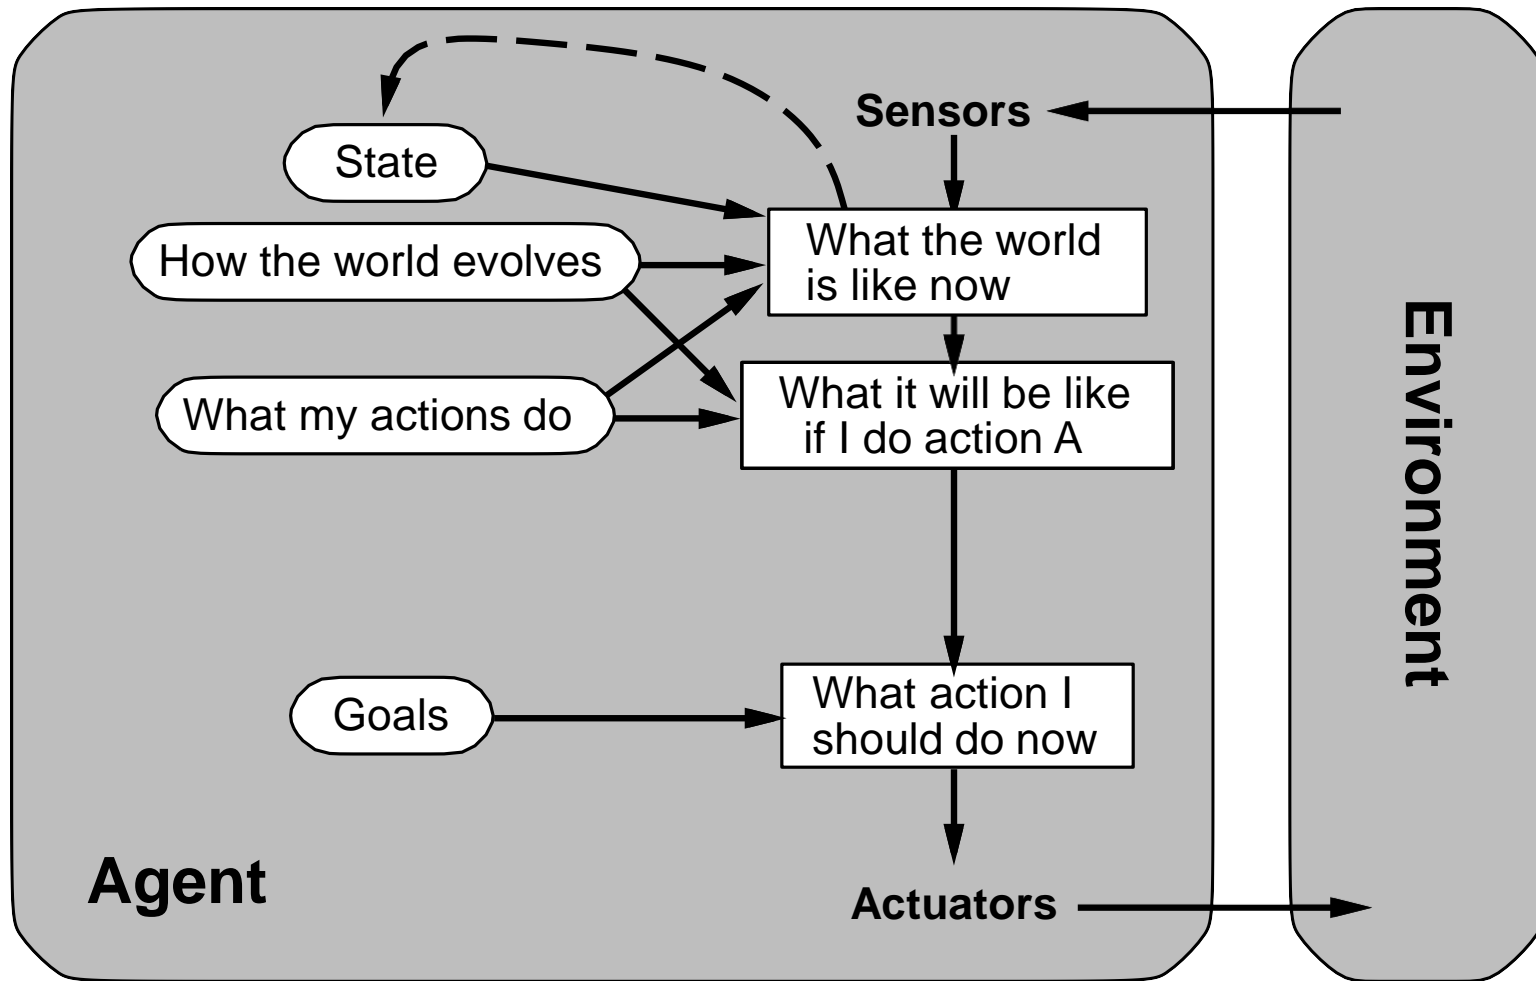 Sensors
State
What the world
is like now
How the world evolves
What it will be like
if I do action A
What my actions do
Environment
What action I
should do now
Goals
Agent
Actuators